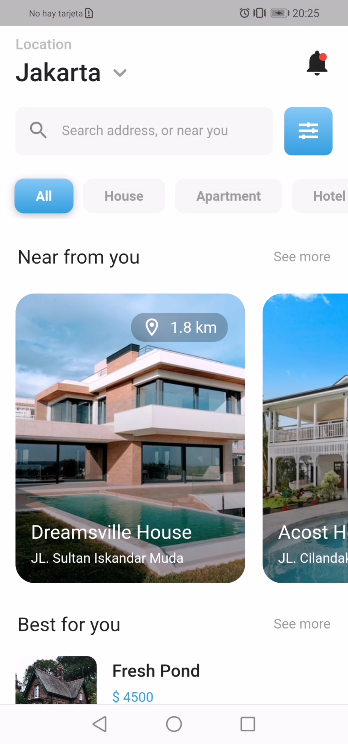 No hay tarjeta
20:25
Location
Jakarta
Search address, or near you
All
House
Apartment
Hotel
Near from you
See more
1.8 km
Dreamsville House
JL. Sultan Iskandar Muda
Acost H
JL. Cilandak
Best for you
See more
Fresh Pond
$ 4500